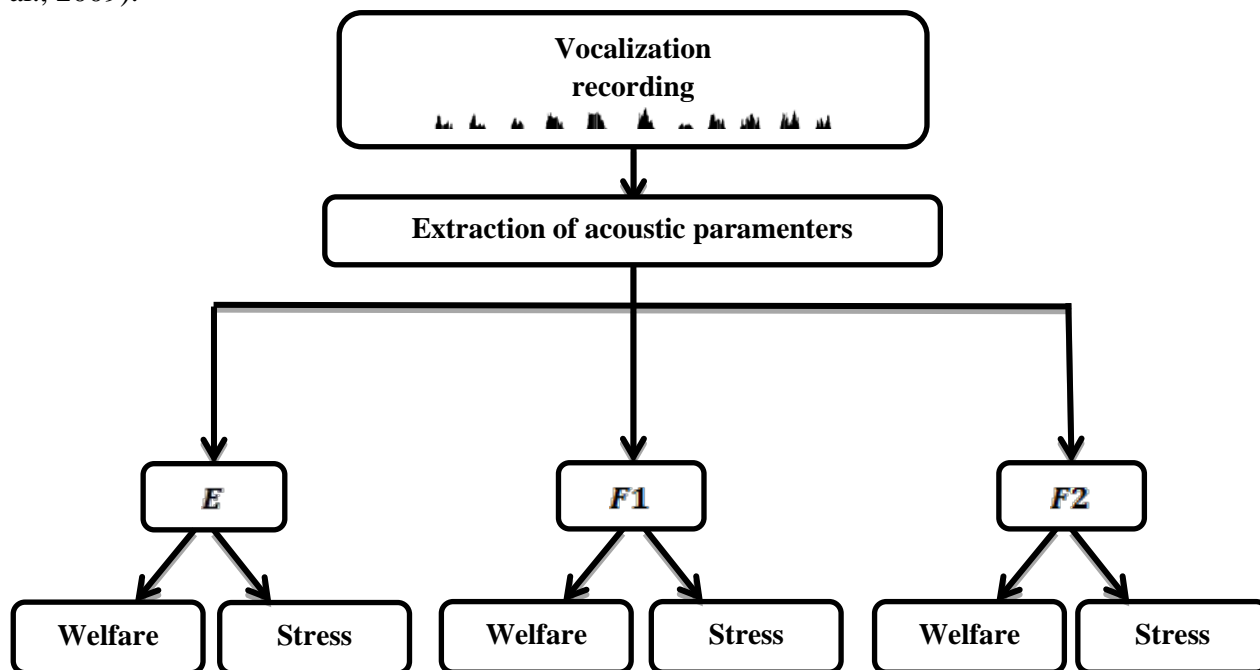 al., 2009).
Vocalization
recording
Extraction of acoustic paramenters
E
F1
F2
Welfare
Stress
Welfare
Stress
Welfare
Stress